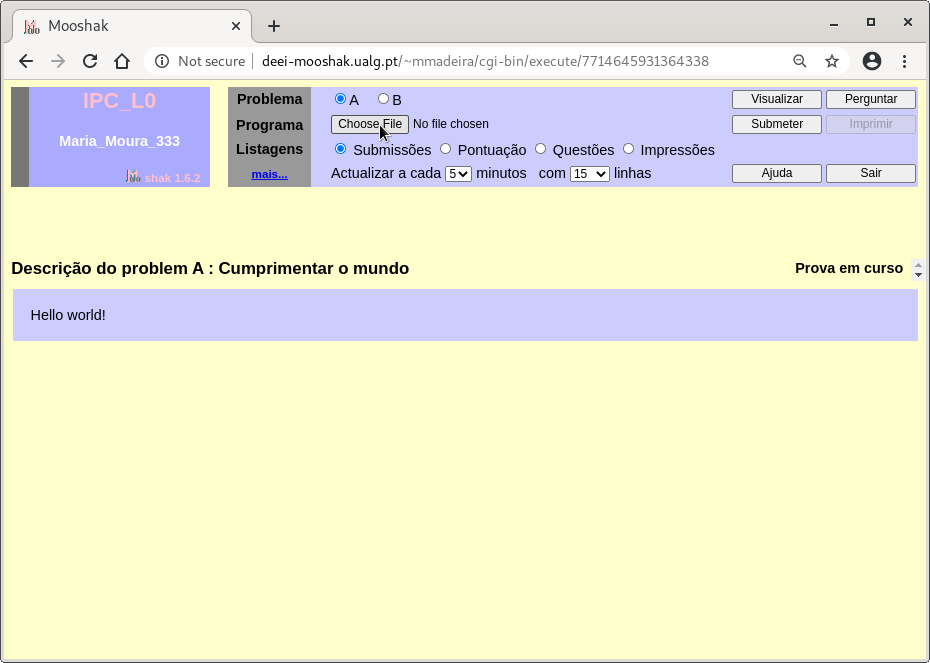 Mooshak
Not secure | deei-mooshak.ualg.pt/~mmadeira/cgi-bin/execute/7714645931364338
IPC_L0
Maria_Moura_333
Mooshak 1.6.2
Problema A B Visualizar Perguntar
Programa Choose File No file chosen Submeter Imprimir
Listagens Submissões Pontuação Questões Impressões
mais... Actualizar a cada 5 minutos com 15 linhas Ajuda Sair
Descrição do problem A : Cumprimentar o mundo Prova em curso
Hello world!